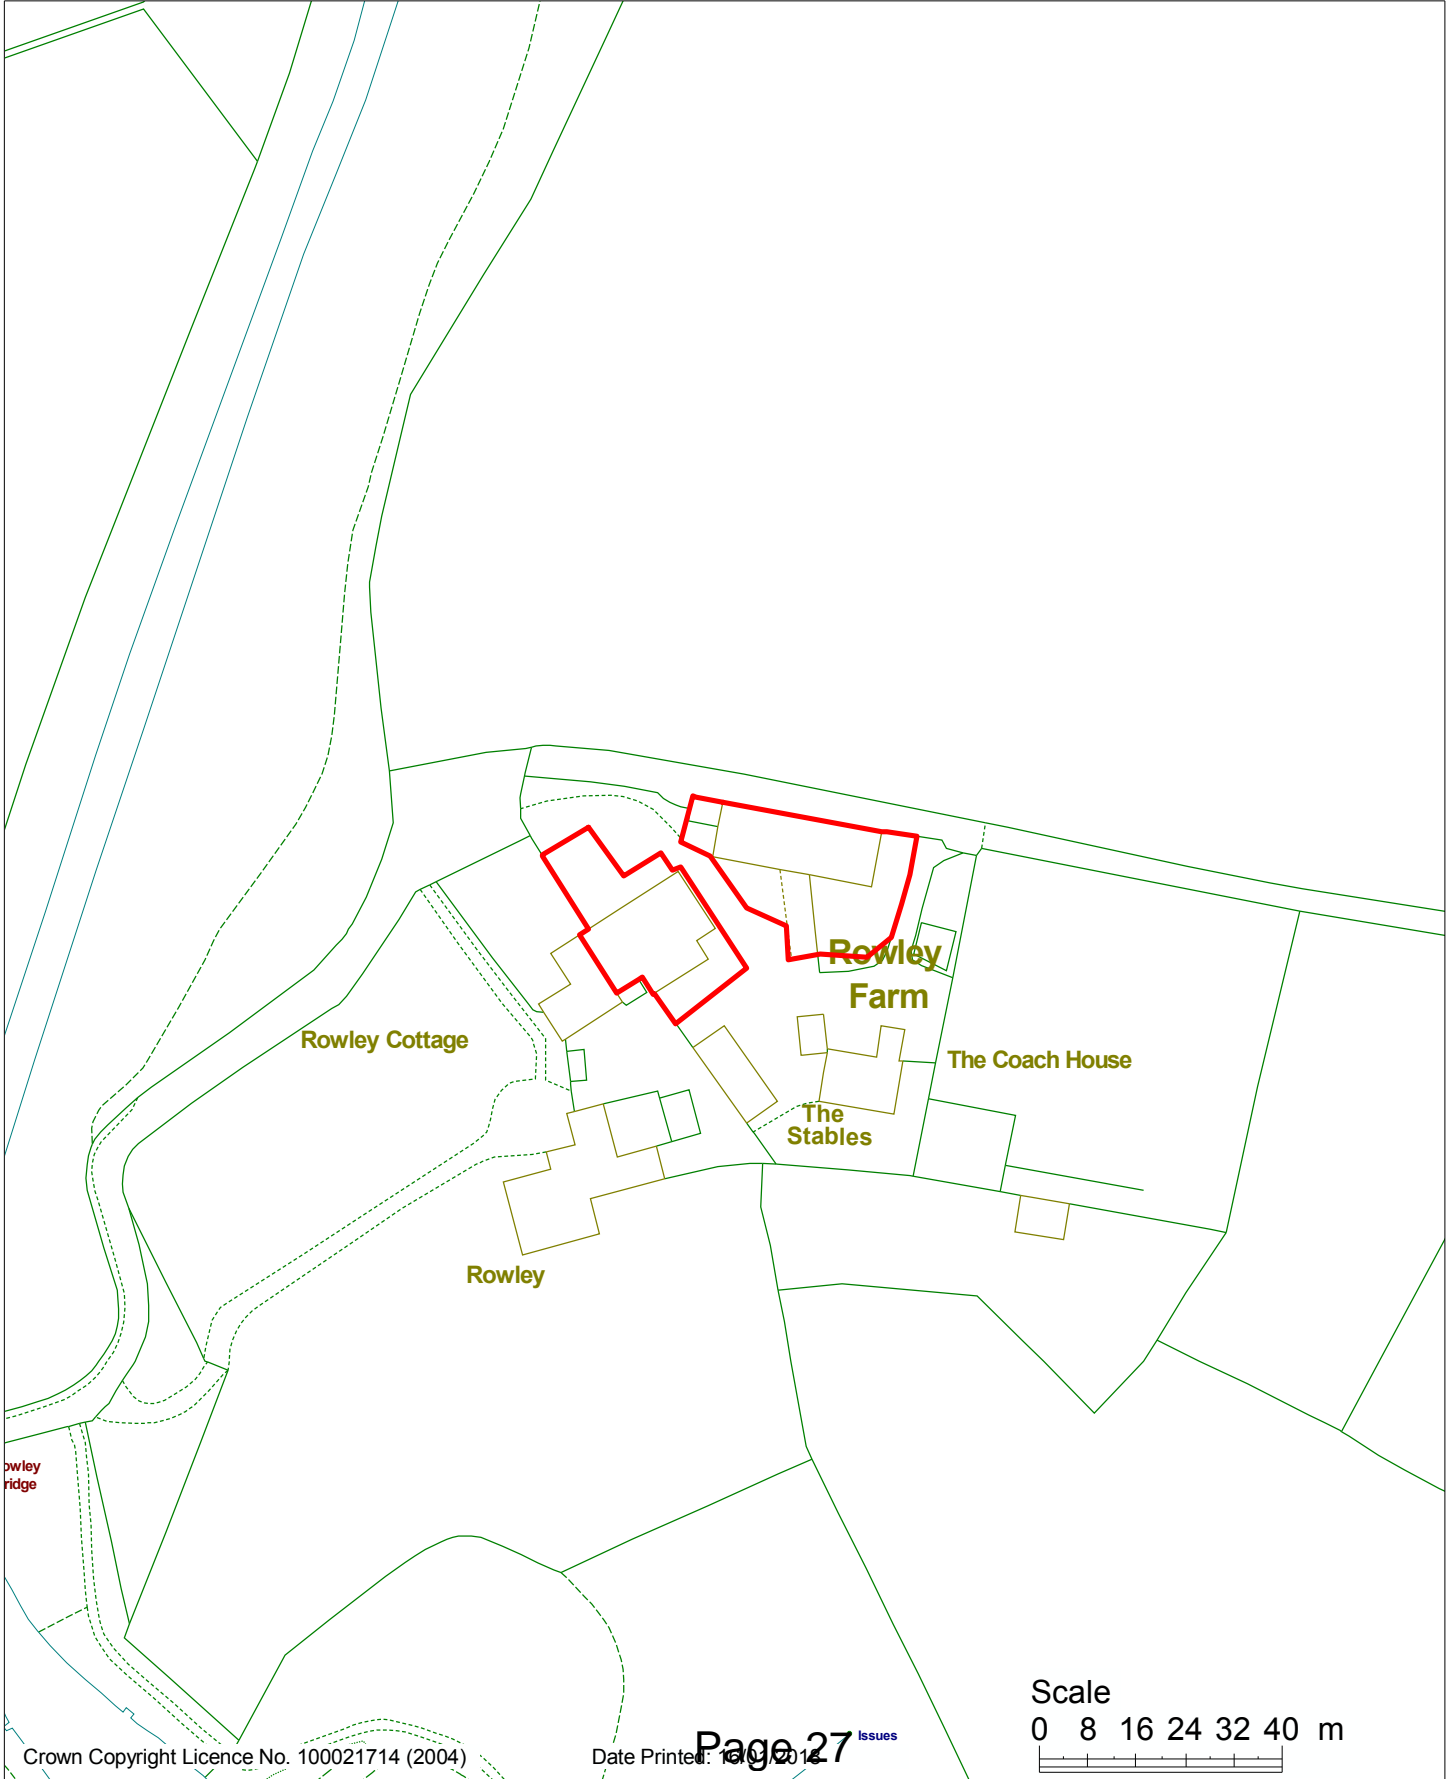 Rowley
Farm
Rowley Cottage
The Coach House
The
Stables
Rowley
owley
ridge
Scale
0 8 16 24 32 40 m
Issues
Page 27
Crown Copyright Licence No. 100021714 (2004)
Date Printed: